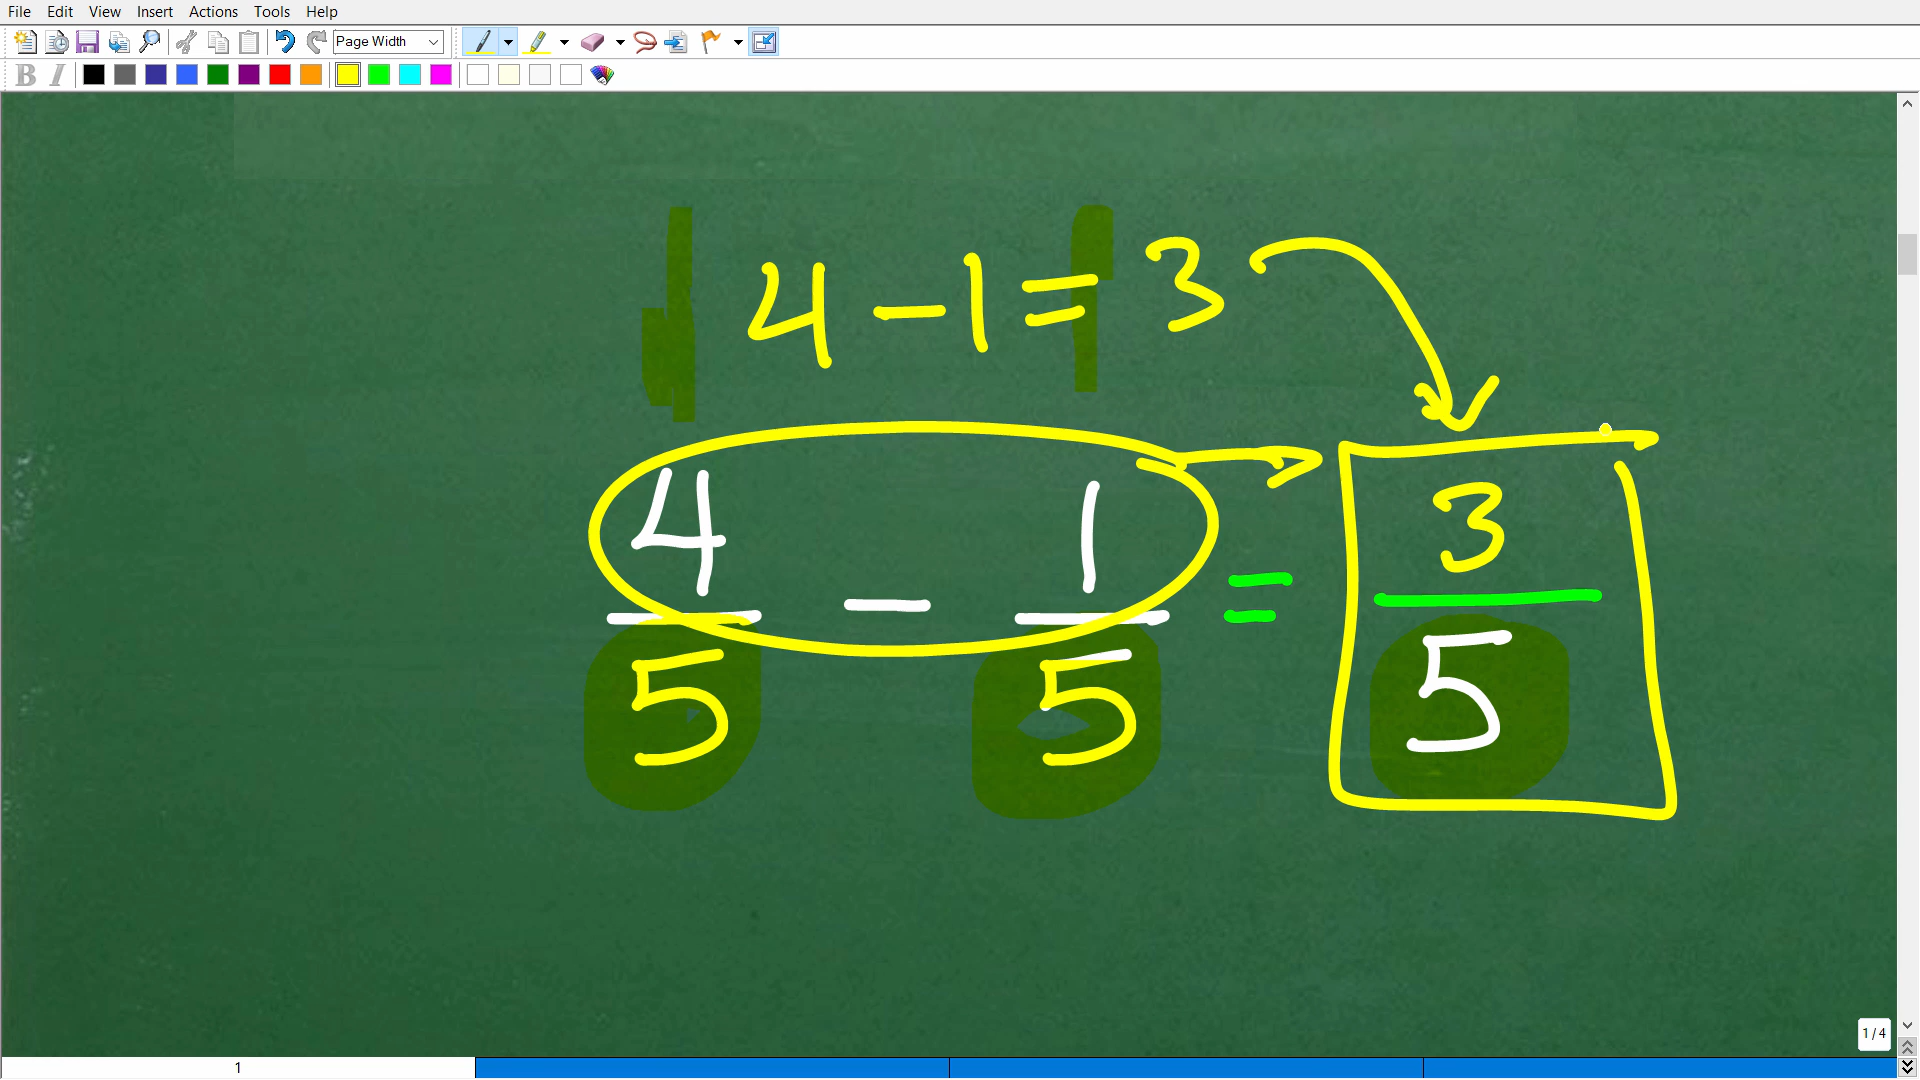 File Edit View Insert Actions Tools Help
Page Width
B I
4 - 1 = 3
4/5 - 1/5 = 3/5
1 / 4
1